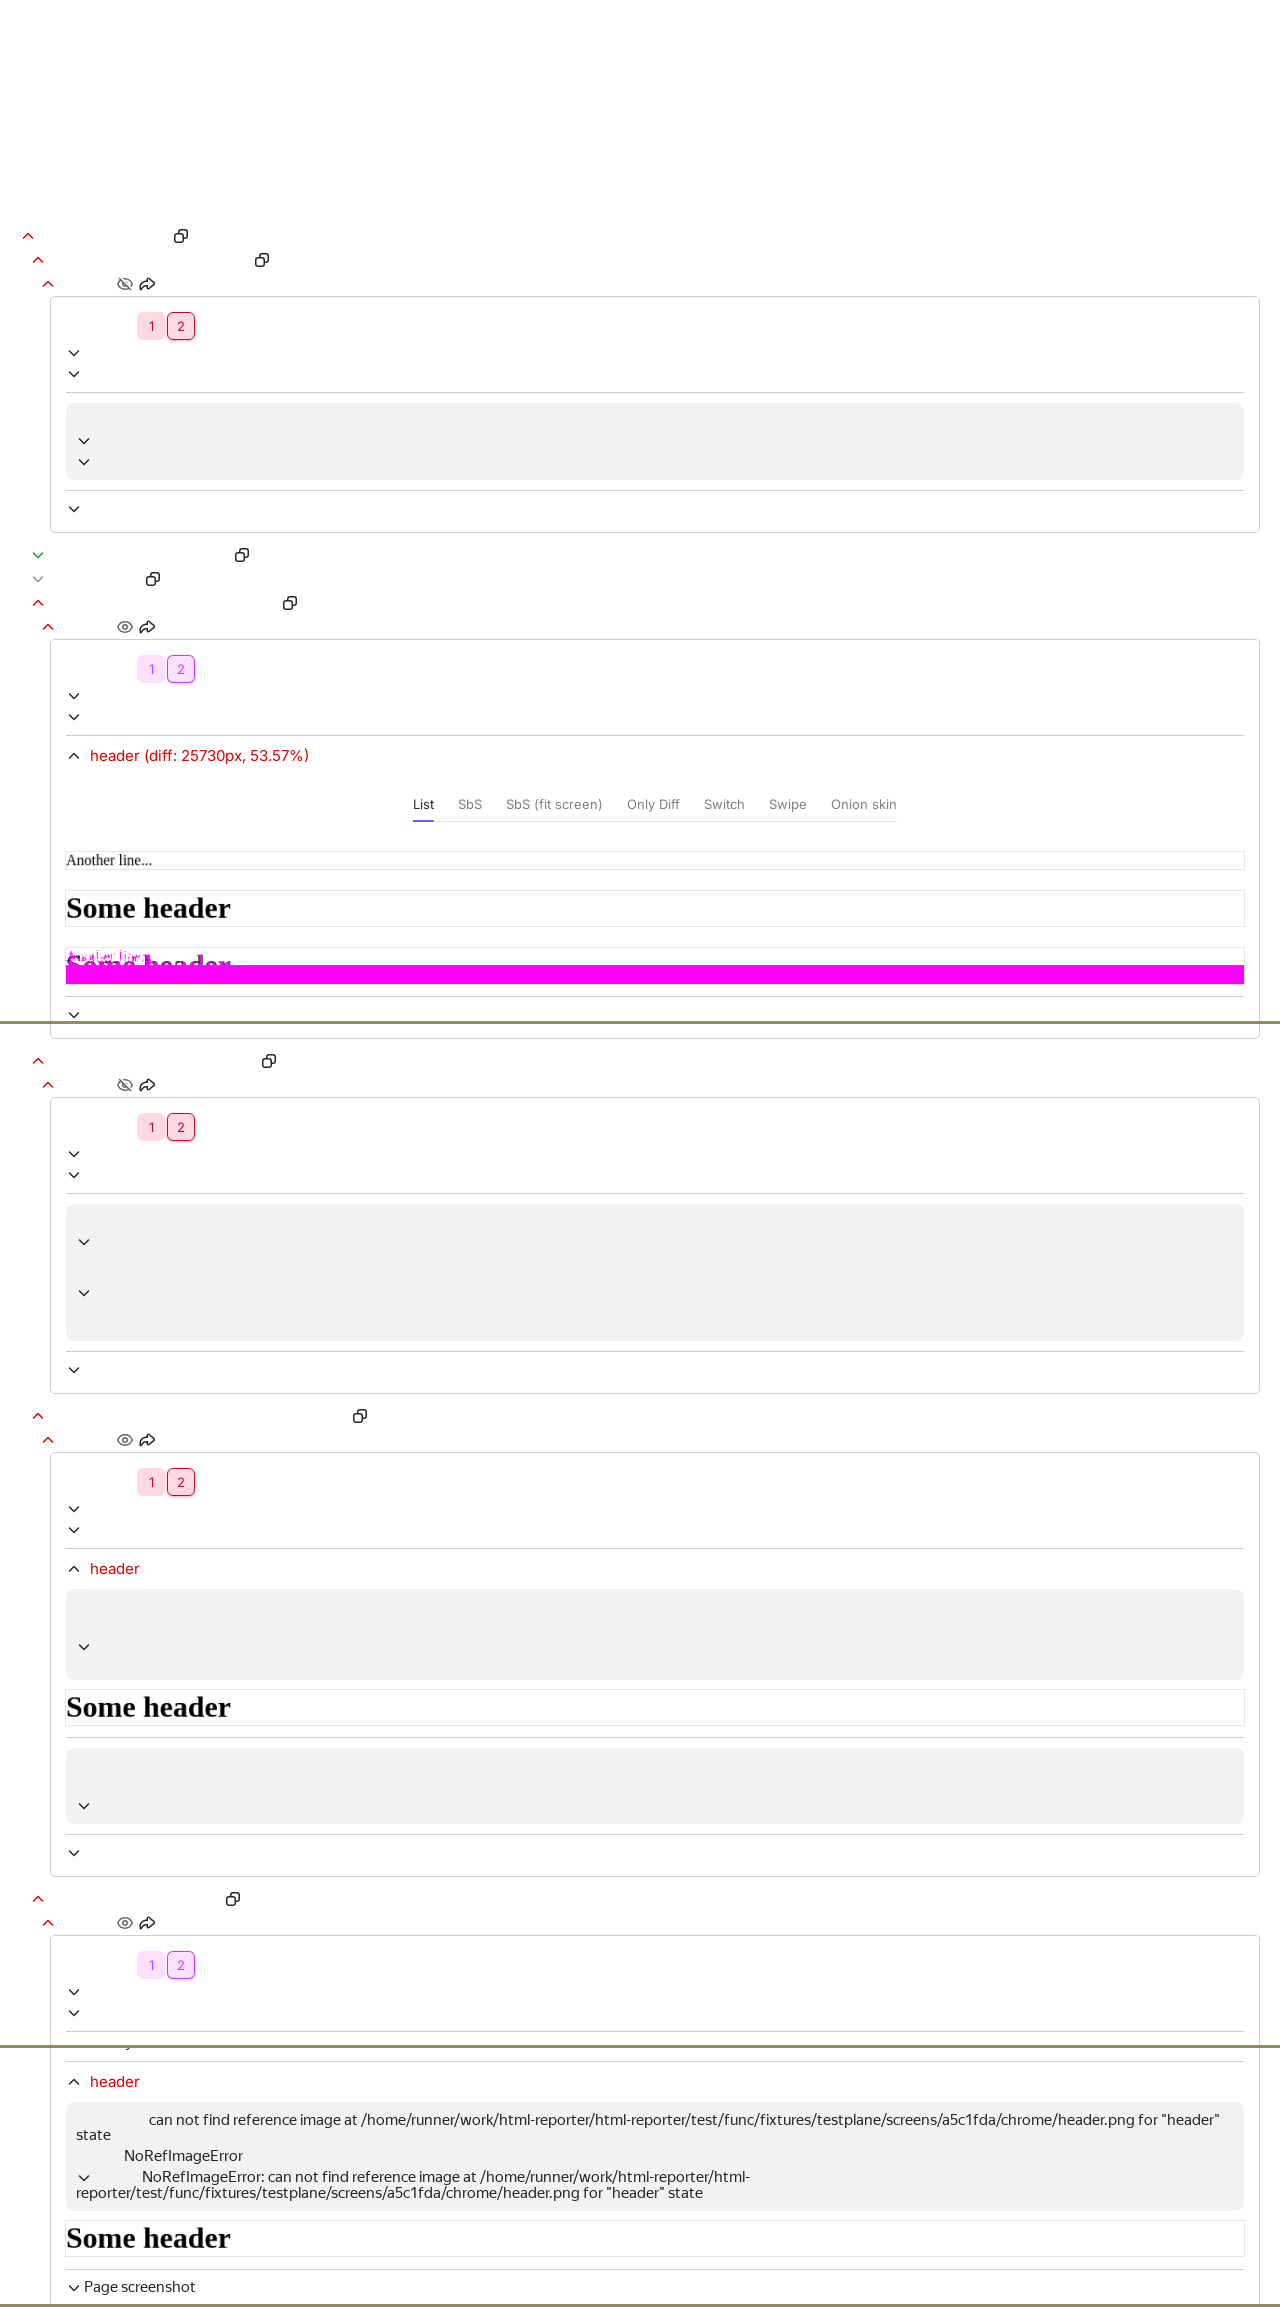 1 2
1 2
header (diff: 25730px, 53.57%)
List SbS SbS (fit screen) Only Diff Switch Swipe Onion skin
Another line...
Some header
Another line...
Some header
1 2
1 2
header
Some header
1 2
header
can not find reference image at /home/runner/work/html-reporter/html-reporter/test/func/fixtures/testplane/screens/a5c1fda/chrome/header.png for "header"
state
NoRefImageError
NoRefImageError: can not find reference image at /home/runner/work/html-reporter/html-
reporter/test/func/fixtures/testplane/screens/a5c1fda/chrome/header.png for "header" state
Some header
Page screenshot